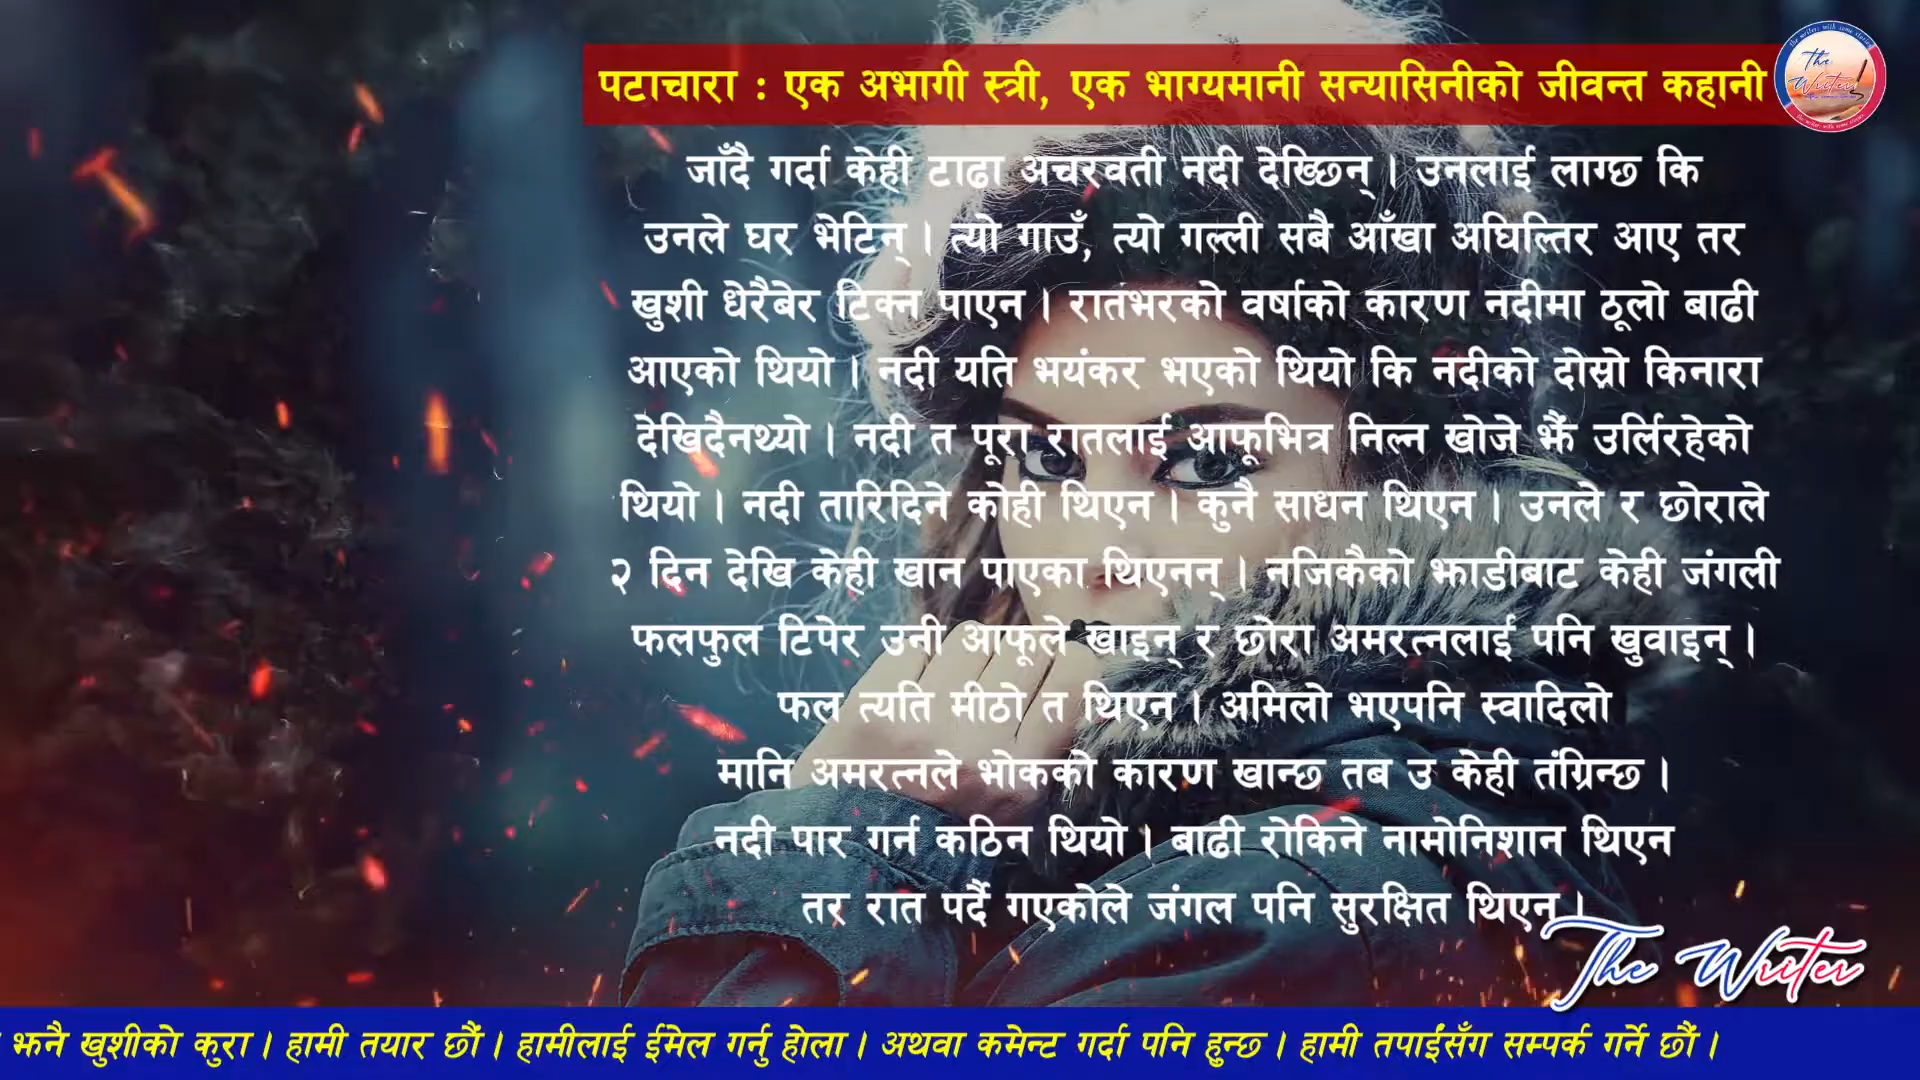 पटाचारा : एक अभागी स्त्री, एक भाग्यमानी सन्यासिनीको जीवन्त कहानी
The Writer
जाँदै गर्दा केही टाढा अचरवती नदी देख्छिन् । उनलाई लाग्छ कि
उनले घर भेटिन् । त्यो गाउँ, त्यो गल्ली सबै आँखा अघिल्तिर आए तर
खुशी धेरैबेर टिक्न पाएन । रातभरको वर्षाको कारण नदीमा ठूलो बाढी
आएको थियो । नदी यति भयंकर भएको थियो कि नदीको दोस्रो किनारा
देखिदैनथ्यो । नदी त पूरा रातलाई आफूभित्र निल्न खोजे झैं उर्लिरहेको
थियो । नदी तारिदिने कोही थिएन । कुनै साधन थिएन । उनले र छोराले
२ दिन देखि केही खान पाएका थिएनन् । नजिकैको झाडीबाट केही जंगली
फलफुल टिपेर उनी आफूले खाइन् र छोरा अमरत्नलाई पनि खुवाइन् ।
फल त्यति मीठो त थिएन । अमिलो भएपनि स्वादिलो
मानि अमरत्नले भोकको कारण खान्छ तब उ केही तंग्रिन्छ ।
नदी पार गर्न कठिन थियो । बाढी रोकिने नामोनिशान थिएन
तर रात पर्दै गएकोले जंगल पनि सुरक्षित थिएन ।
The Writer
झनै खुशीको कुरा । हामी तयार छौं । हामीलाई ईमेल गर्नु होला । अथवा कमेन्ट गर्दा पनि हुन्छ । हामी तपाईंसँग सम्पर्क गर्ने छौं ।